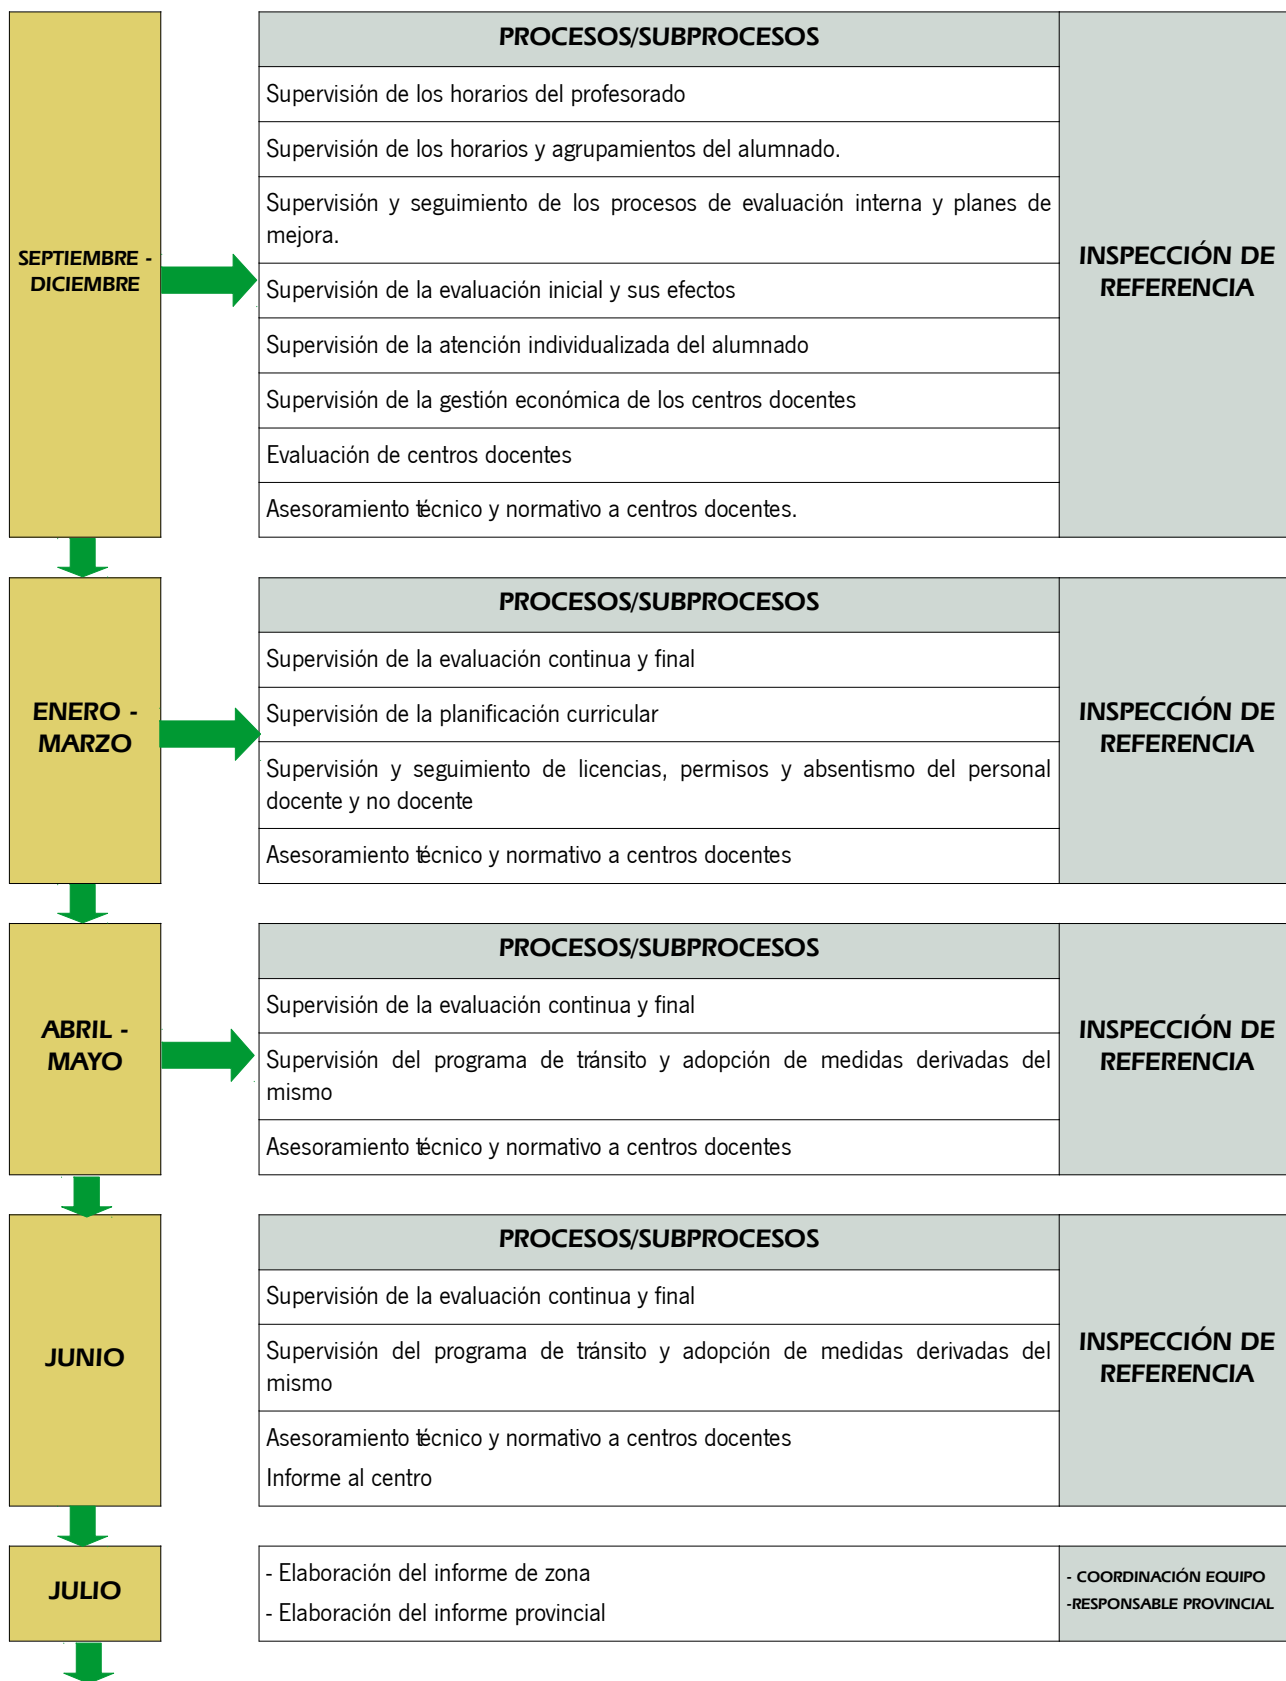 SEPTIEMBRE -
DICIEMBRE
PROCESOS/SUBPROCESOS
Supervisión de los horarios del profesorado
Supervisión de los horarios y agrupamientos del alumnado.
Supervisión y seguimiento de los procesos de evaluación interna y planes de
mejora.
Supervisión de la evaluación inicial y sus efectos
Supervisión de la atención individualizada del alumnado
Supervisión de la gestión económica de los centros docentes
Evaluación de centros docentes
Asesoramiento técnico y normativo a centros docentes.
INSPECCIÓN DE
REFERENCIA
ENERO -
MARZO
PROCESOS/SUBPROCESOS
Supervisión de la evaluación continua y final
Supervisión de la planificación curricular
Supervisión y seguimiento de licencias, permisos y absentismo del personal
docente y no docente
Asesoramiento técnico y normativo a centros docentes
INSPECCIÓN DE
REFERENCIA
ABRIL -
MAYO
PROCESOS/SUBPROCESOS
Supervisión de la evaluación continua y final
Supervisión del programa de tránsito y adopción de medidas derivadas del
mismo
Asesoramiento técnico y normativo a centros docentes
INSPECCIÓN DE
REFERENCIA
JUNIO
PROCESOS/SUBPROCESOS
Supervisión de la evaluación continua y final
Supervisión del programa de tránsito y adopción de medidas derivadas del
mismo
Asesoramiento técnico y normativo a centros docentes
Informe al centro
INSPECCIÓN DE
REFERENCIA
JULIO
- Elaboración del informe de zona
- Elaboración del informe provincial
- COORDINACIÓN EQUIPO
-RESPONSABLE PROVINCIAL